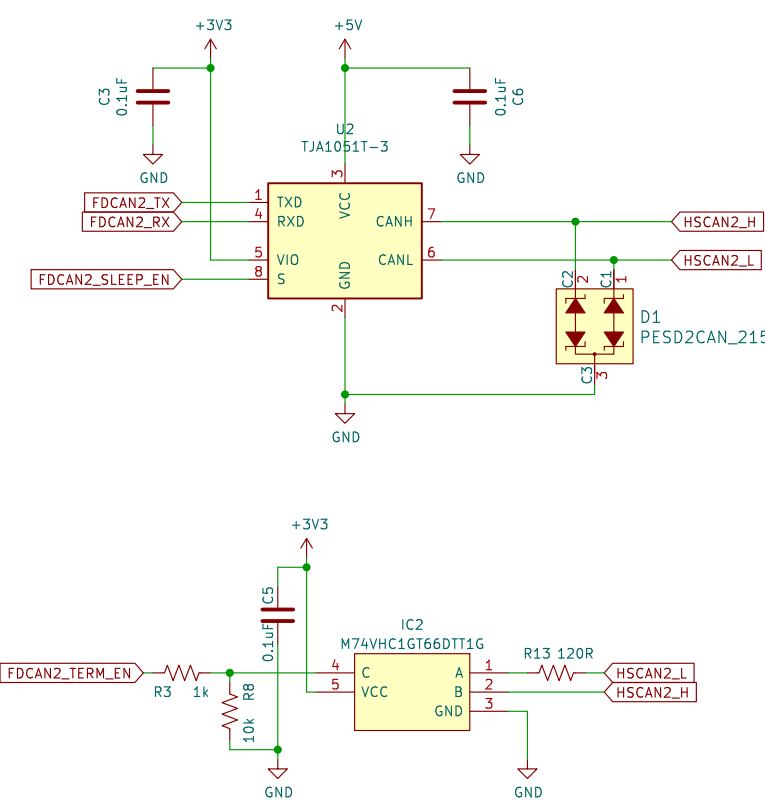 +3V3
+5V
C3
0.1uF
0.1uF
C6
GND
GND
U2
TJA1051T-3
3
VCC
FDCAN2_TX
1
TXD
FDCAN2_RX
4
RXD
CANH
7
HSCAN2_H
5
VIO
CANL
6
HSCAN2_L
FDCAN2_SLEEP_EN
8
S
GND
2
C2
2
C1
1
D1
PESD2CAN_215
C3
3
GND
+3V3
C5
0.1uF
IC2
M74VHC1GT66DTT1G
FDCAN2_TERM_EN
R3
1k
R8
10k
4
C
A
1
R13 120R
HSCAN2_L
5
VCC
B
2
HSCAN2_H
GND
3
GND
GND